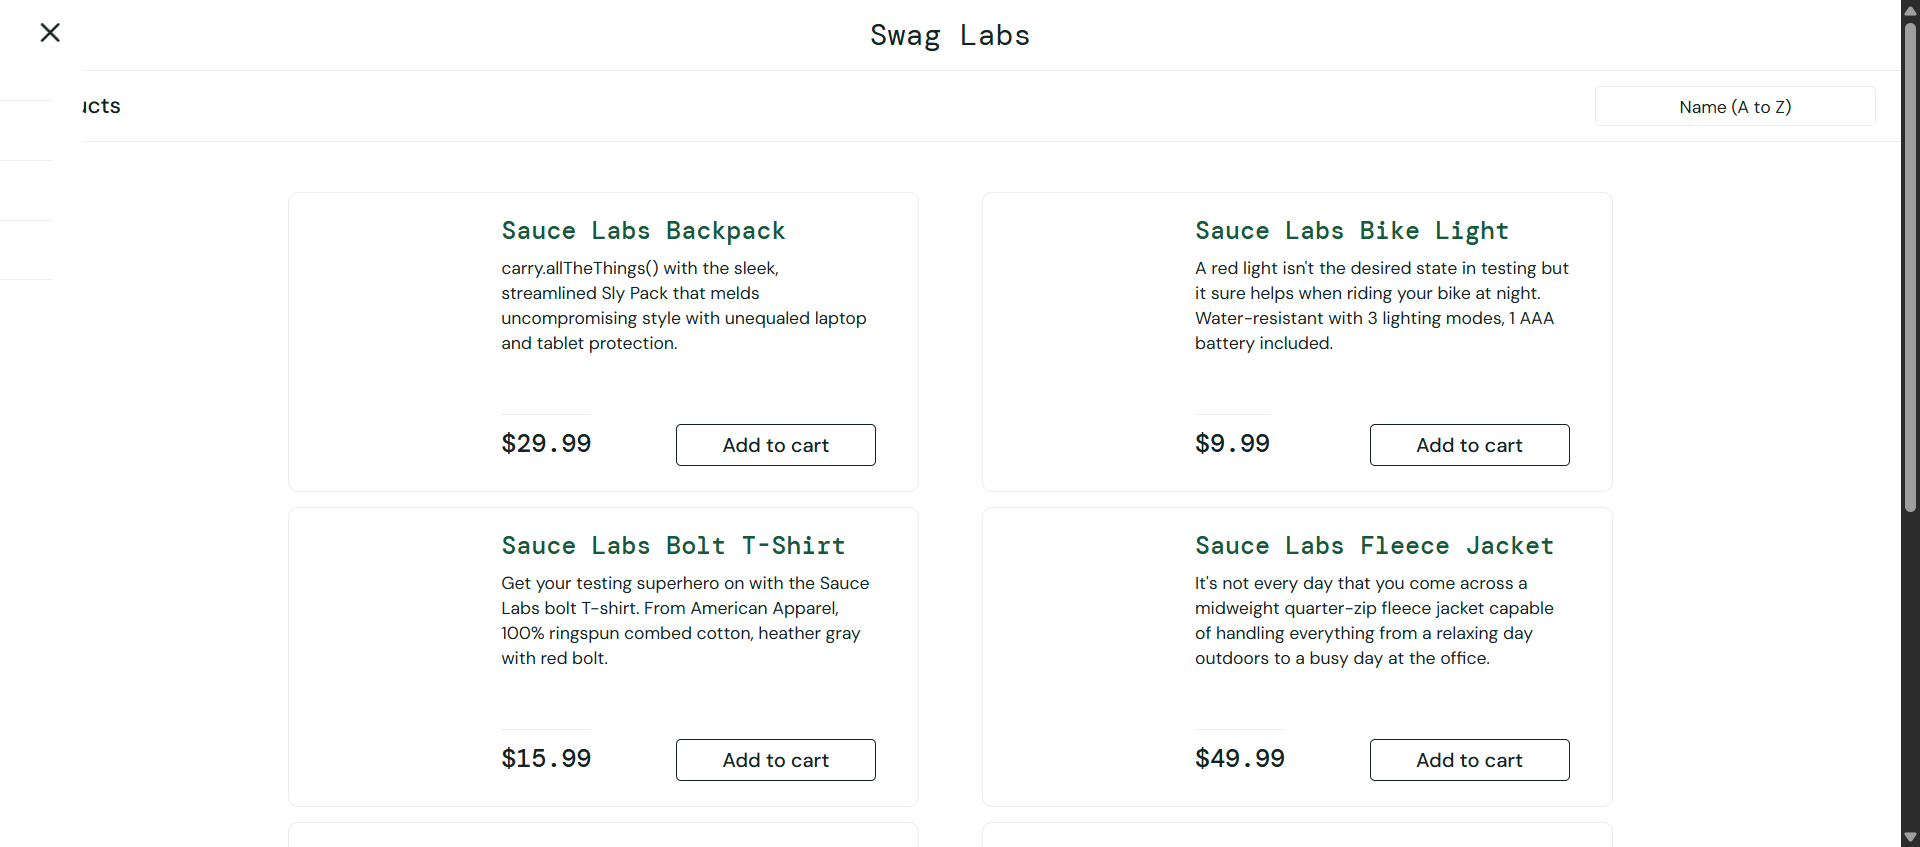 Swag Labs
ucts
Name (A to Z)
Sauce Labs Backpack
carry.allTheThings() with the sleek,
streamlined Sly Pack that melds
uncompromising style with unequaled laptop
and tablet protection.
$29.99
Add to cart
Sauce Labs Bike Light
A red light isn't the desired state in testing but
it sure helps when riding your bike at night.
Water-resistant with 3 lighting modes, 1 AAA
battery included.
$9.99
Add to cart
Sauce Labs Bolt T-Shirt
Get your testing superhero on with the Sauce
Labs bolt T-shirt. From American Apparel,
100% ringspun combed cotton, heather gray
with red bolt.
$15.99
Add to cart
Sauce Labs Fleece Jacket
It's not every day that you come across a
midweight quarter-zip fleece jacket capable
of handling everything from a relaxing day
outdoors to a busy day at the office.
$49.99
Add to cart